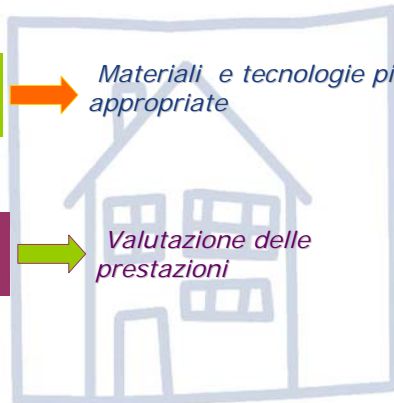 Materiali e tecnologie pi
appropriate
Valutazione delle
prestazioni